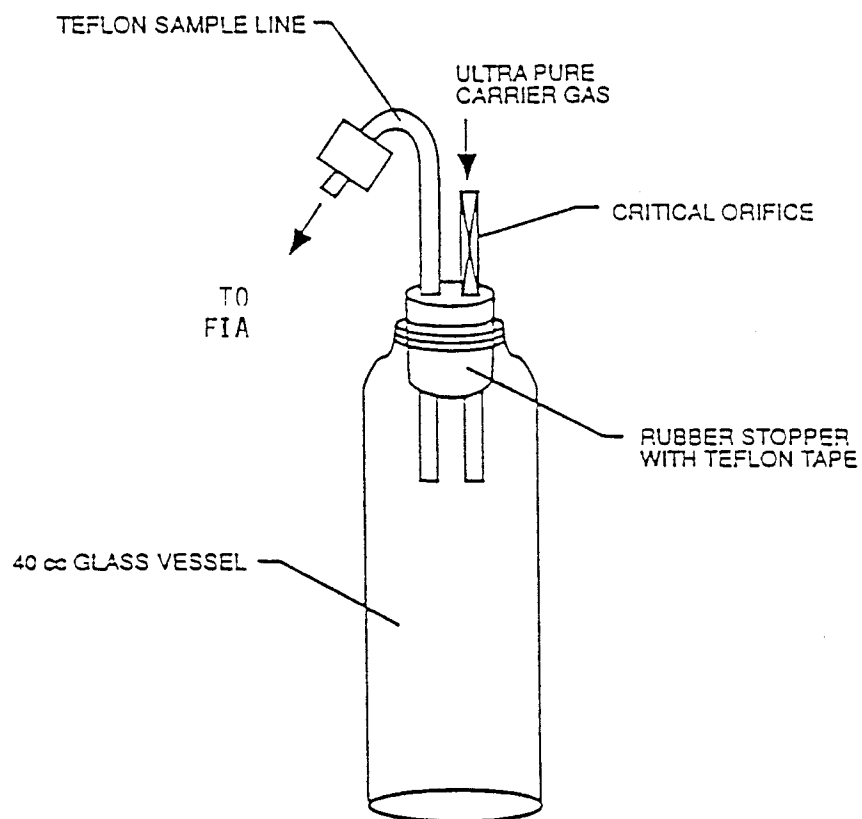 TEFLON SAMPLE LINE
ULTRA PURE
CARRIER GAS
CRITICAL ORIFICE
TO
FIA
RUBBER STOPPER
WITH TEFLON TAPE
40 cc GLASS VESSEL